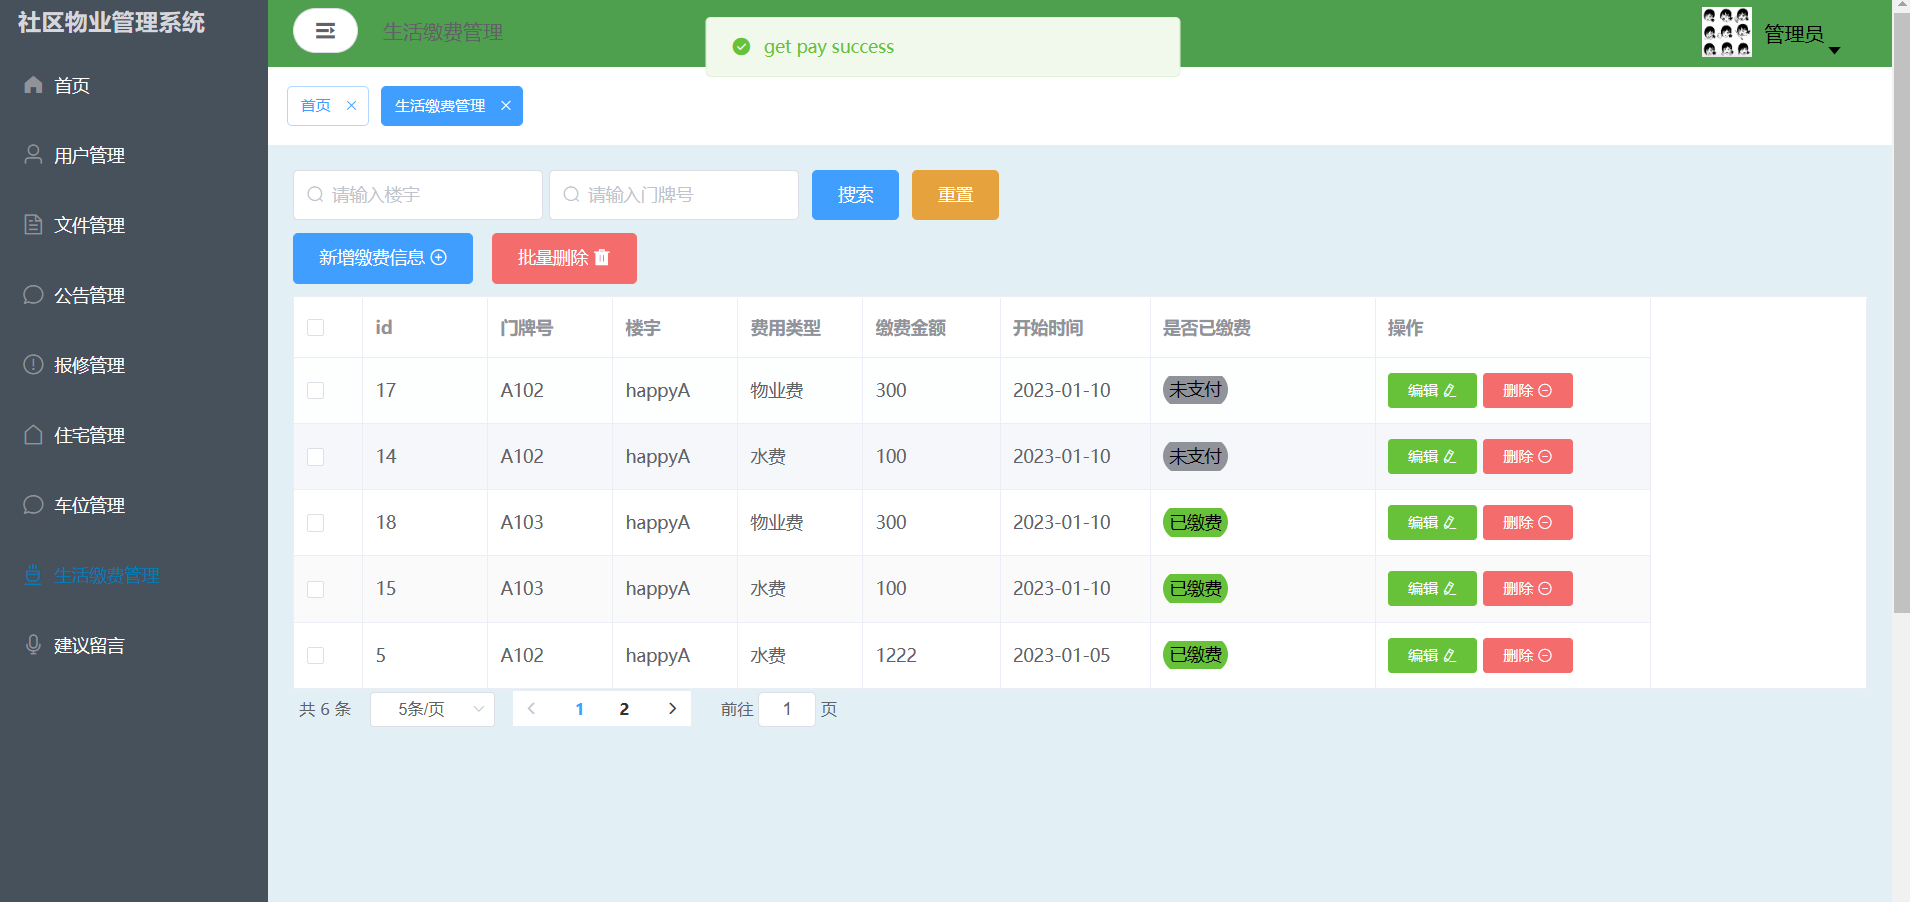 社区物业管理系统
生活缴费管理
get pay success
管理员
首页
用户管理
文件管理
公告管理
报修管理
住宅管理
车位管理
生活缴费管理
建议留言
首页 生活缴费管理
请输入楼宇 请输入门牌号 搜索 重置
新增缴费信息 批量删除
id 门牌号 楼宇 费用类型 缴费金额 开始时间 是否已缴费 操作
17 A102 happyA 物业费 300 2023-01-10 未支付 编辑 删除
14 A102 happyA 水费 100 2023-01-10 未支付 编辑 删除
18 A103 happyA 物业费 300 2023-01-10 已缴费 编辑 删除
15 A103 happyA 水费 100 2023-01-10 已缴费 编辑 删除
5 A102 happyA 水费 1222 2023-01-05 已缴费 编辑 删除
共 6 条 5条/页 1 2 前往 1 页